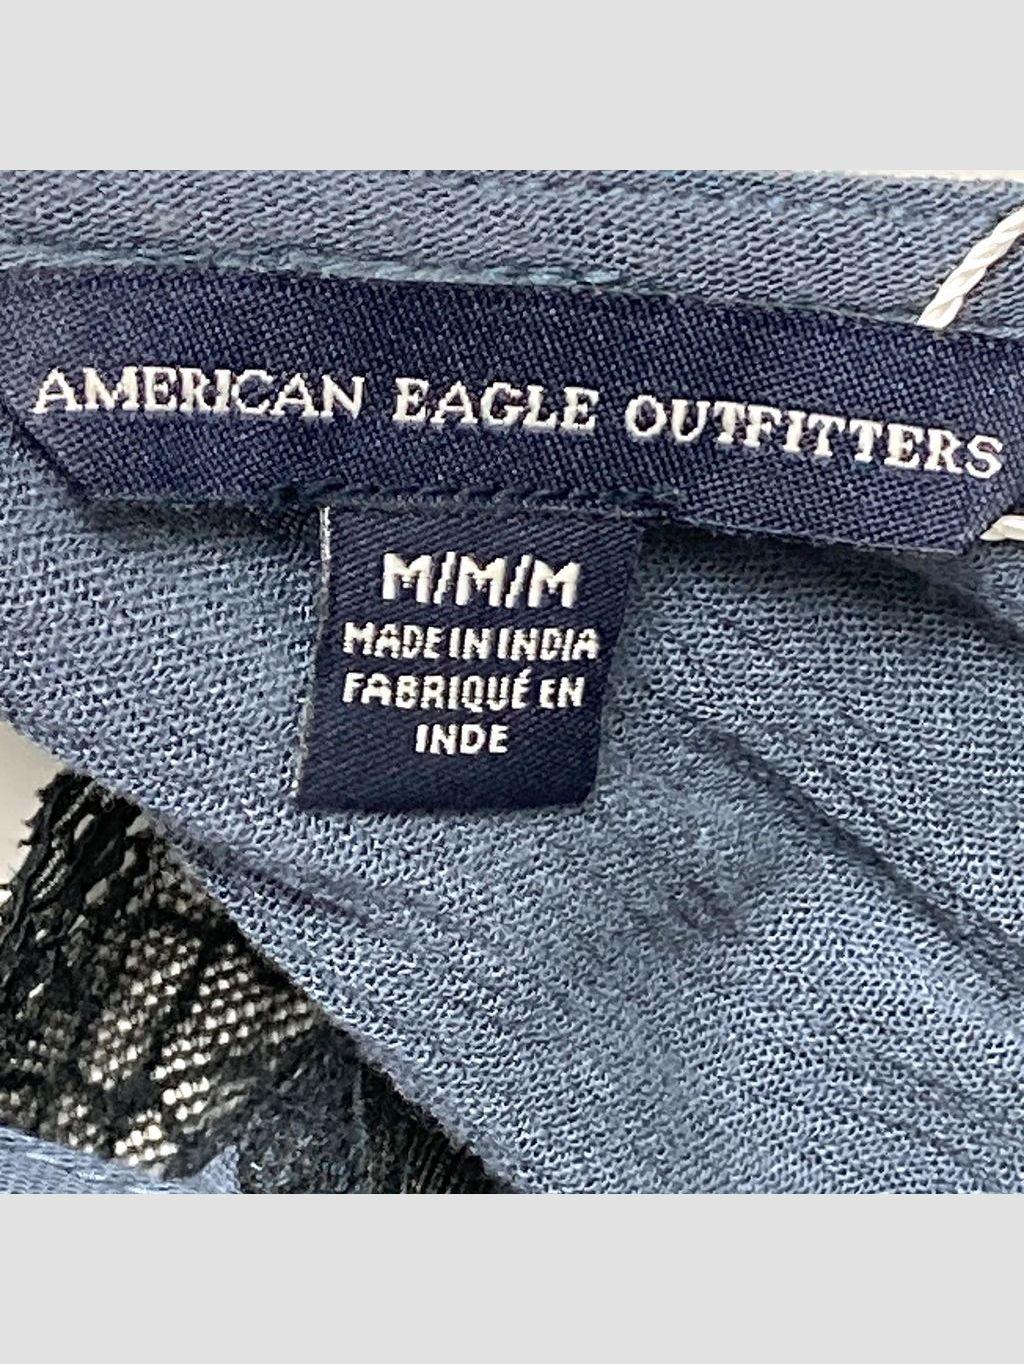 AMERICAN EAGLE OUTFITTERS
M/M/M
MADE IN INDIA
FABRIQUÉ EN
INDE